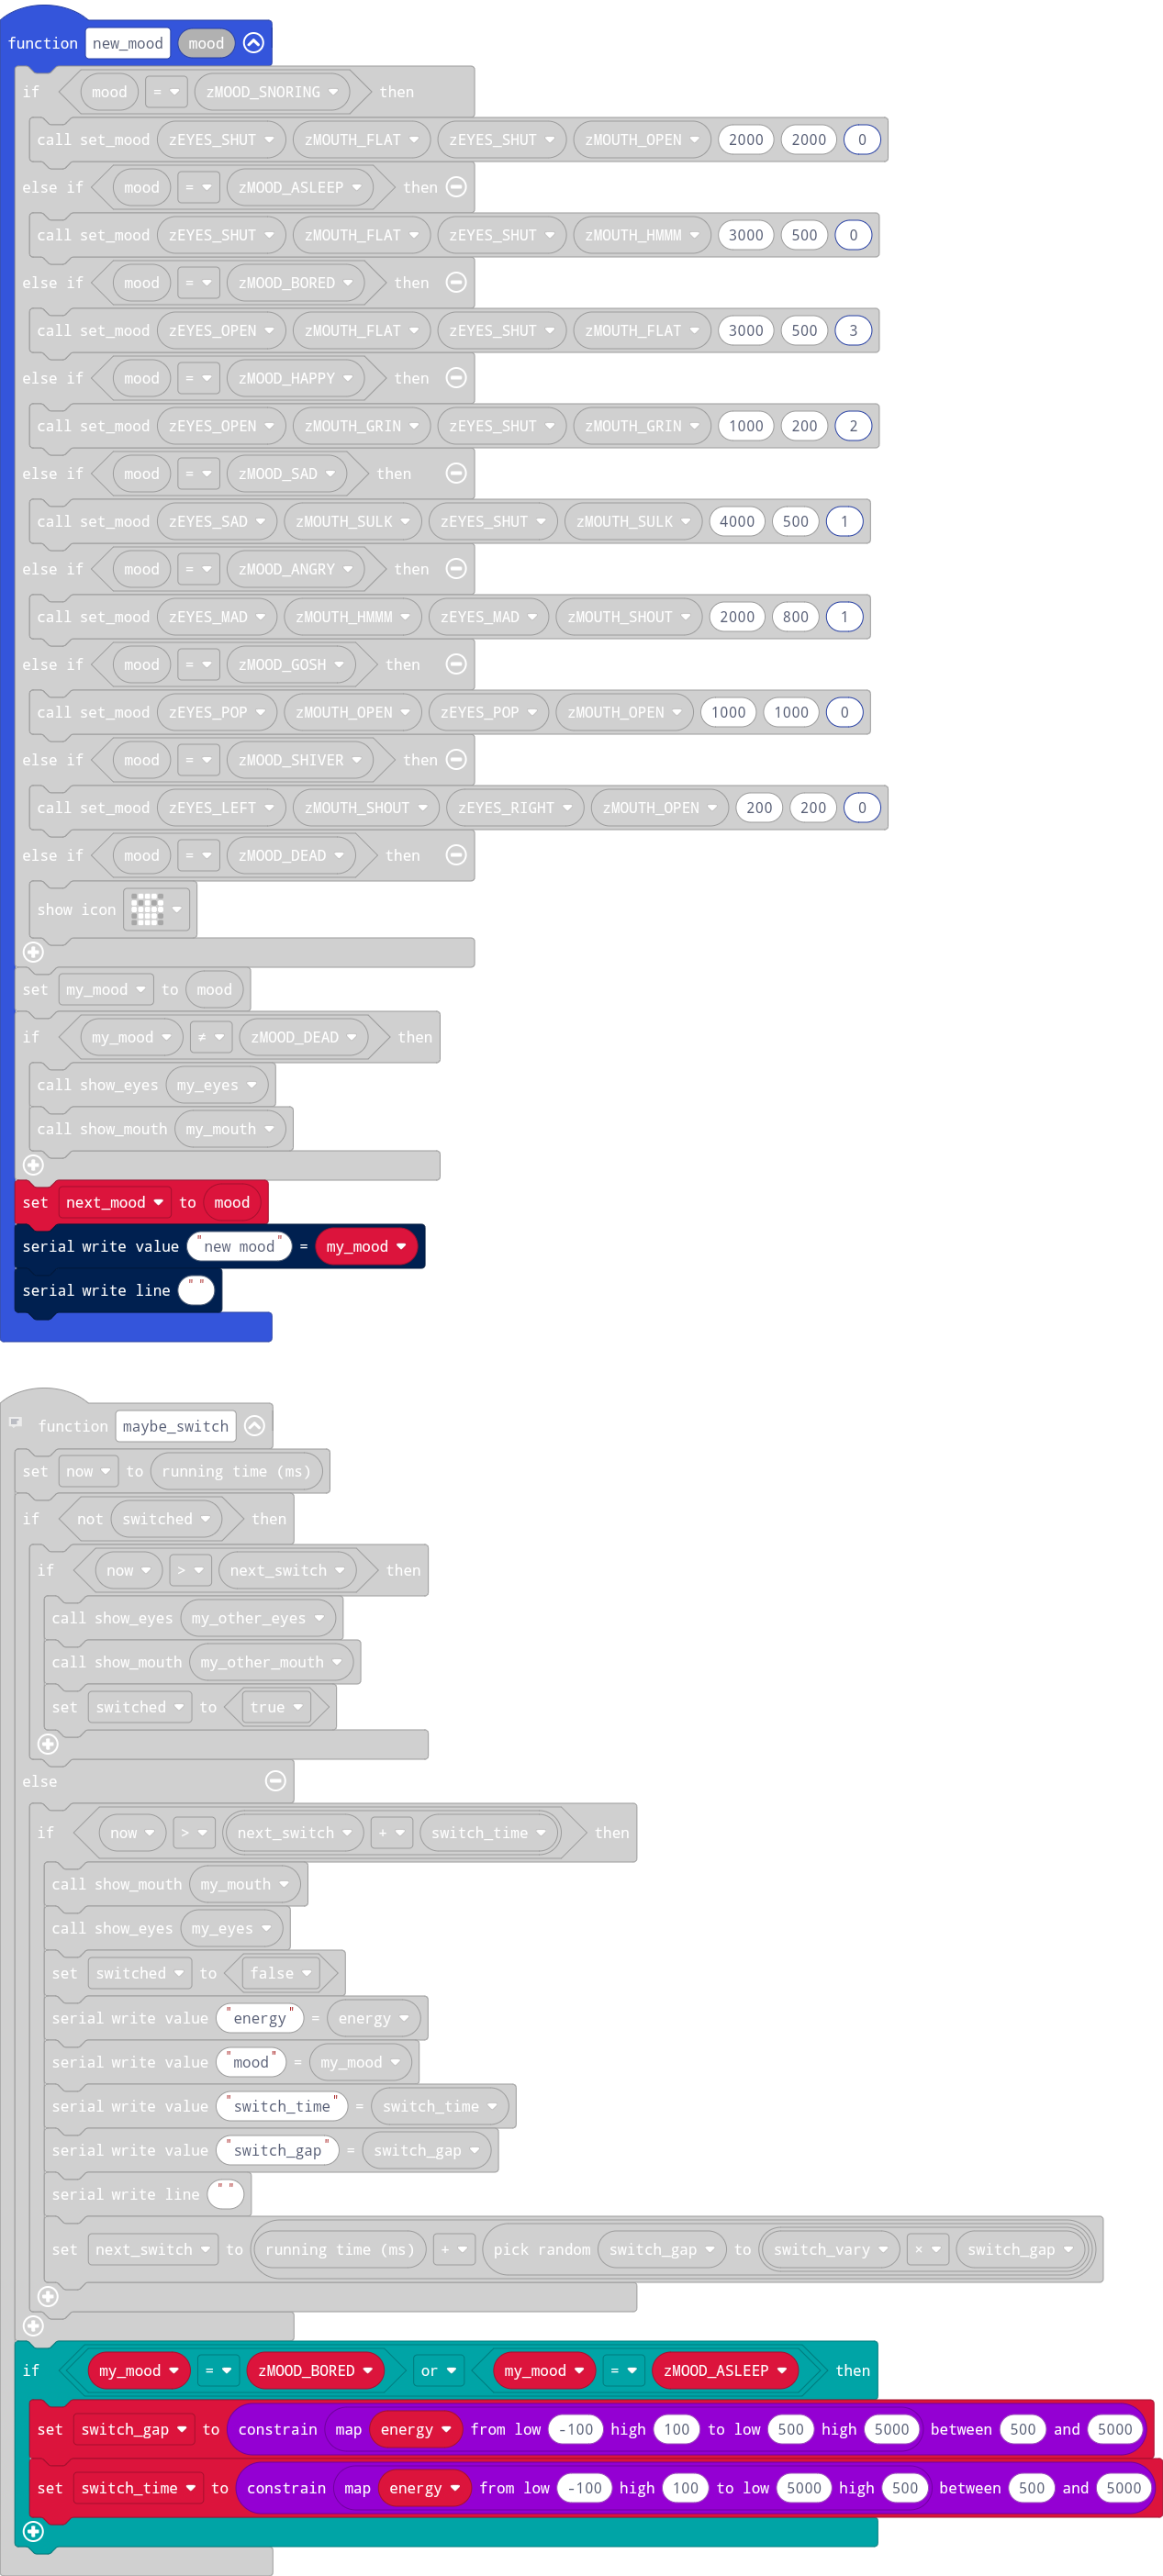 function new_mood mood
if mood = zMOOD_SNORING then
call set_mood zEYES_SHUT zMOUTH_FLAT zEYES_SHUT zMOUTH_OPEN 2000 2000 0
else if mood = zMOOD_ASLEEP then
call set_mood zEYES_SHUT zMOUTH_FLAT zEYES_SHUT zMOUTH_HMMM 3000 500 0
else if mood = zMOOD_BORED then
call set_mood zEYES_OPEN zMOUTH_FLAT zEYES_SHUT zMOUTH_FLAT 3000 500 3
else if mood = zMOOD_HAPPY then
call set_mood zEYES_OPEN zMOUTH_GRIN zEYES_SHUT zMOUTH_GRIN 1000 200 2
else if mood = zMOOD_SAD then
call set_mood zEYES_SAD zMOUTH_SULK zEYES_SHUT zMOUTH_SULK 4000 500 1
else if mood = zMOOD_ANGRY then
call set_mood zEYES_MAD zMOUTH_HMMM zEYES_MAD zMOUTH_SHOUT 2000 800 1
else if mood = zMOOD_GOSH then
call set_mood zEYES_POP zMOUTH_OPEN zEYES_POP zMOUTH_OPEN 1000 1000 0
else if mood = zMOOD_SHIVER then
call set_mood zEYES_LEFT zMOUTH_SHOUT zEYES_RIGHT zMOUTH_OPEN 200 200 0
else if mood = zMOOD_DEAD then
show icon
set my_mood to mood
if my_mood ≠ zMOOD_DEAD then
call show_eyes my_eyes
call show_mouth my_mouth
set next_mood to mood
serial write value "new mood" = my_mood
serial write line ""
function maybe_switch
set now to running time (ms)
if not switched then
if now > next_switch then
call show_eyes my_other_eyes
call show_mouth my_other_mouth
set switched to true
else
if now > next_switch + switch_time then
call show_mouth my_mouth
call show_eyes my_eyes
set switched to false
serial write value "energy" = energy
serial write value "mood" = my_mood
serial write value "switch_time" = switch_time
serial write value "switch_gap" = switch_gap
serial write line ""
set next_switch to running time (ms) + pick random switch_gap to switch_vary × switch_gap
if my_mood = zMOOD_BORED or my_mood = zMOOD_ASLEEP then
set switch_gap to constrain map energy from low -100 high 100 to low 500 high 5000 between 500 and 5000
set switch_time to constrain map energy from low -100 high 100 to low 5000 high 500 between 500 and 5000